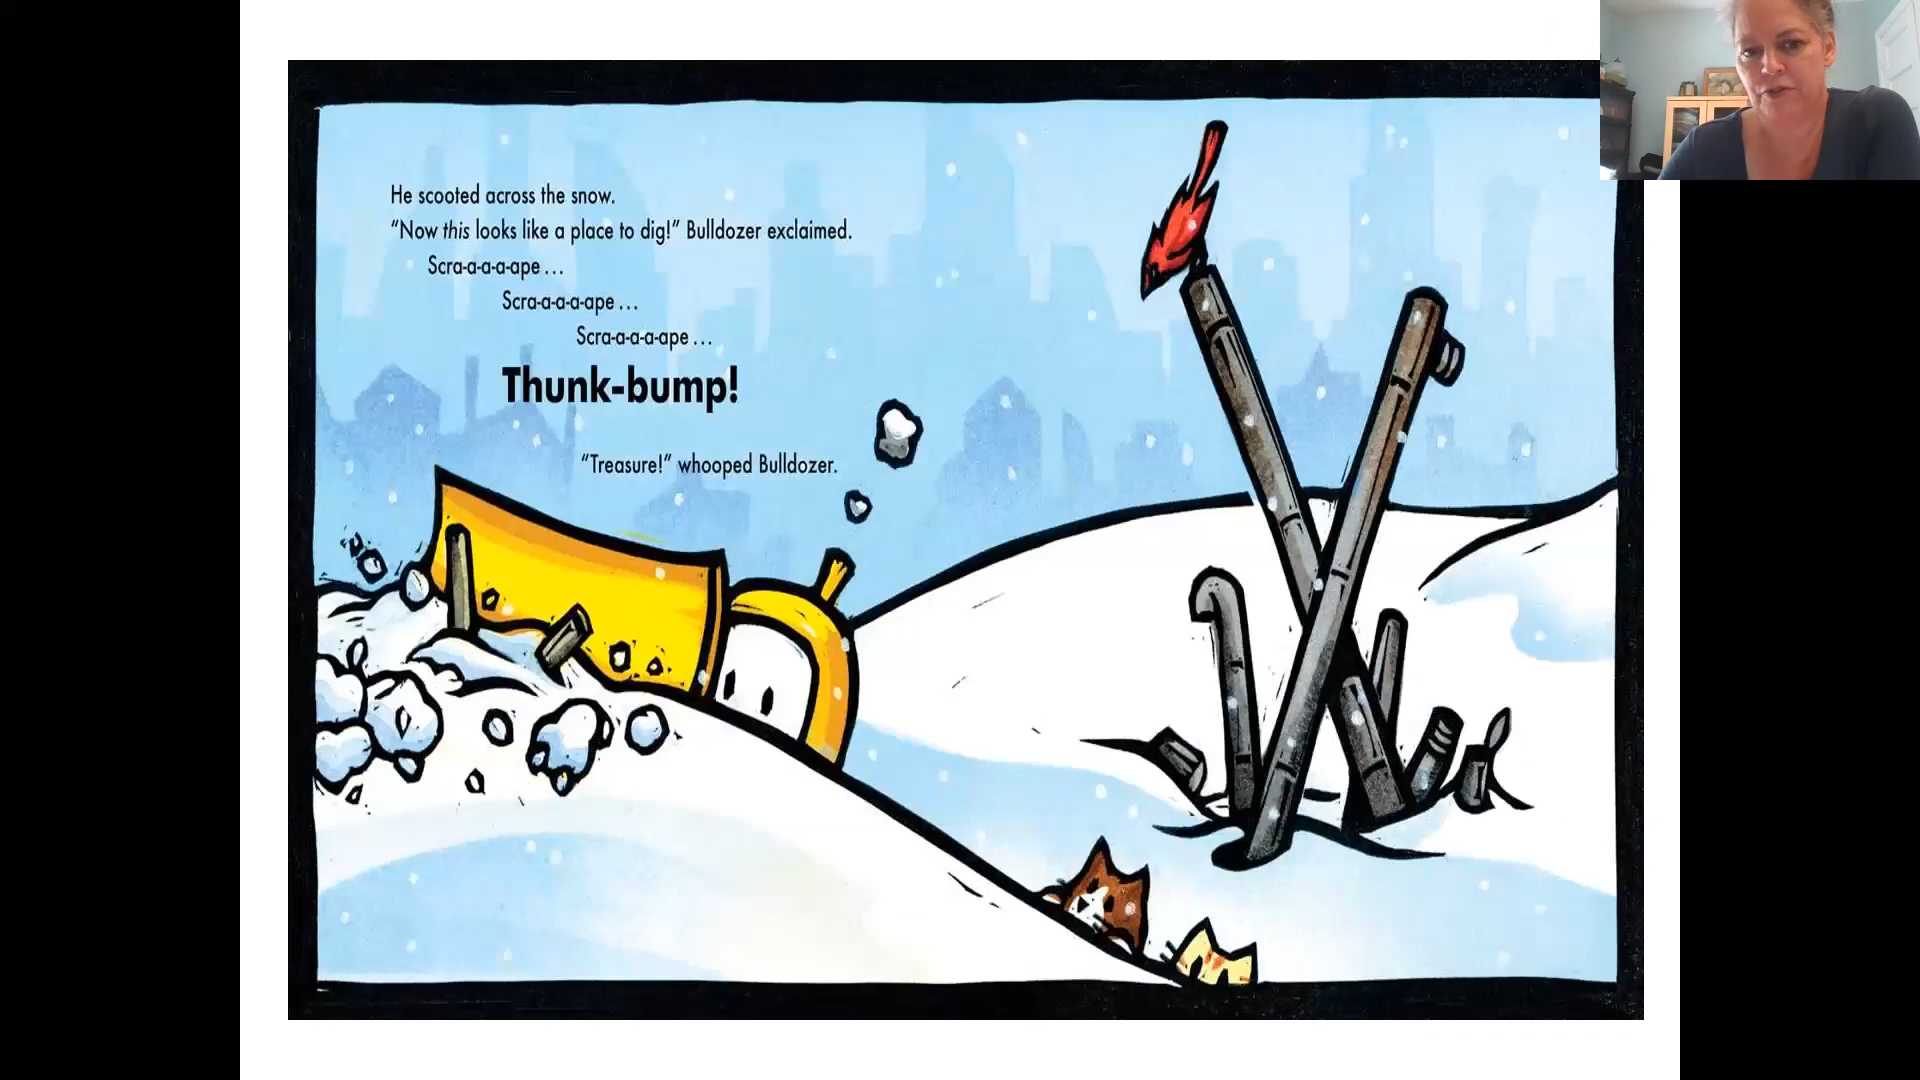 He scooted across the snow.
“Now this looks like a place to dig!” Bulldozer exclaimed.
Scra-a-a-a-ape...
Scra-a-a-a-ape...
Scra-a-a-a-ape...
Thunk-bump!
“Treasure!” whooped Bulldozer.